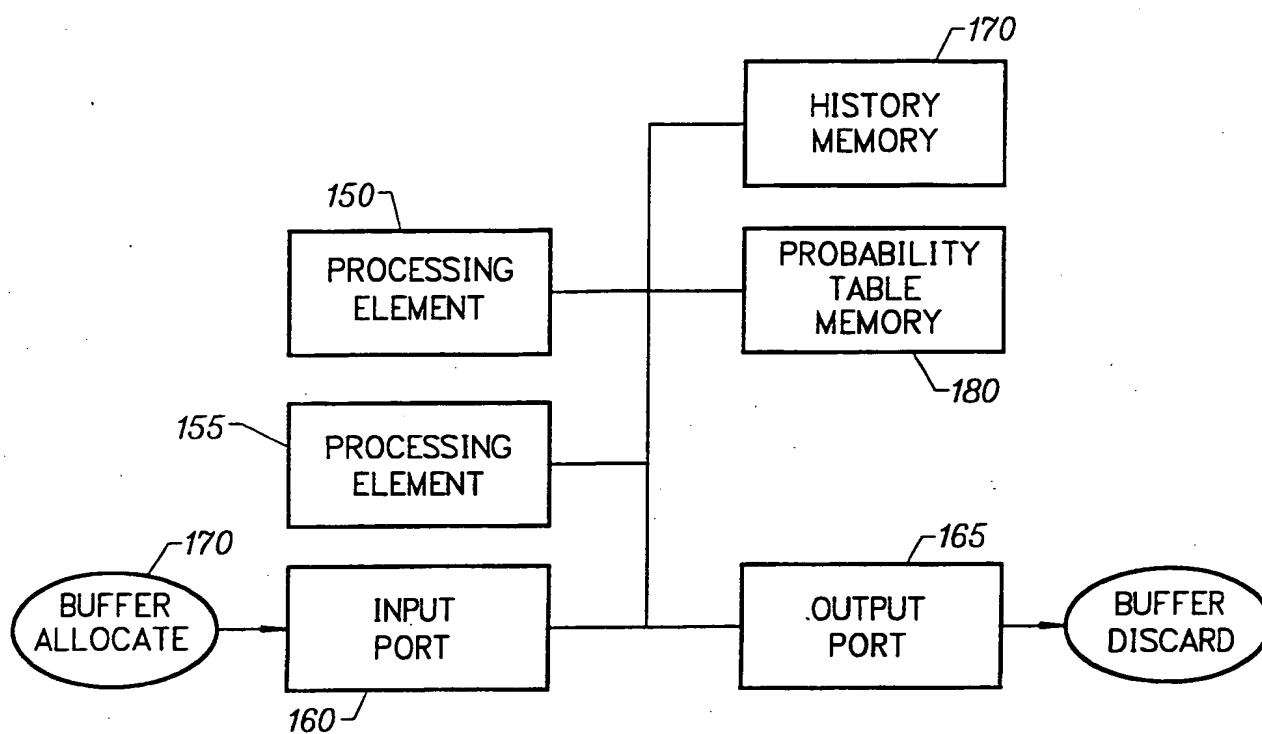 170
HISTORY
MEMORY
150
PROCESSING
ELEMENT
PROBABILITY
TABLE
MEMORY
180
155
PROCESSING
ELEMENT
170
BUFFER
ALLOCATE
INPUT
PORT
160
165
OUTPUT
PORT
BUFFER
DISCARD